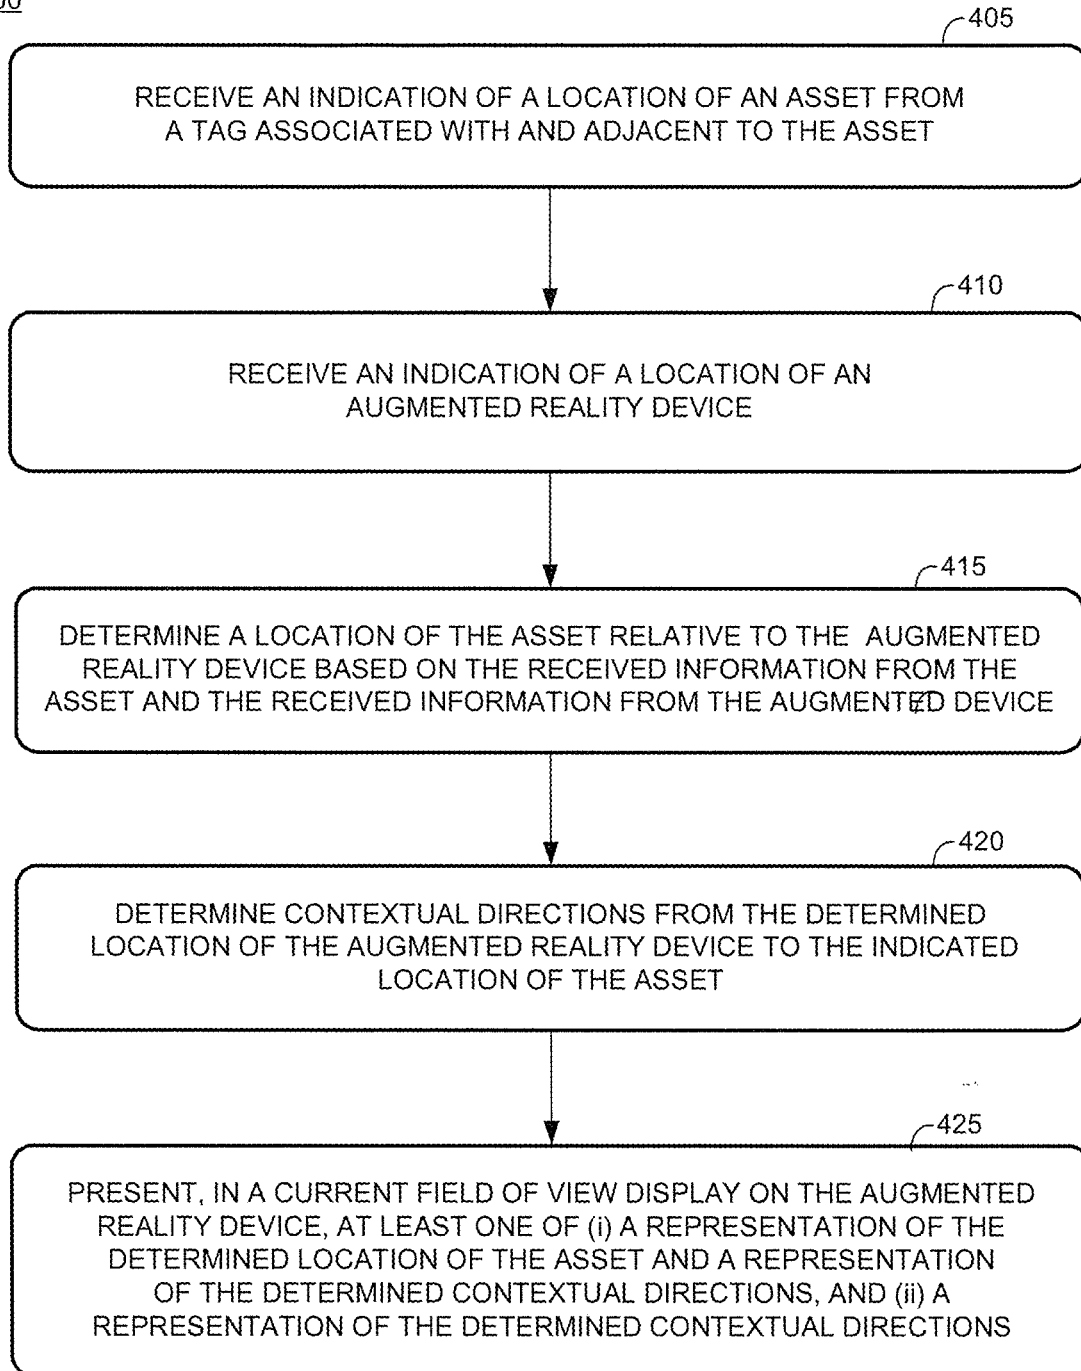 405
RECEIVE AN INDICATION OF A LOCATION OF AN ASSET FROM
A TAG ASSOCIATED WITH AND ADJACENT TO THE ASSET
410
RECEIVE AN INDICATION OF A LOCATION OF AN
AUGMENTED REALITY DEVICE
415
DETERMINE A LOCATION OF THE ASSET RELATIVE TO THE AUGMENTED
REALITY DEVICE BASED ON THE RECEIVED INFORMATION FROM THE
ASSET AND THE RECEIVED INFORMATION FROM THE AUGMENTED DEVICE
420
DETERMINE CONTEXTUAL DIRECTIONS FROM THE DETERMINED
LOCATION OF THE AUGMENTED REALITY DEVICE TO THE INDICATED
LOCATION OF THE ASSET
425
PRESENT, IN A CURRENT FIELD OF VIEW DISPLAY ON THE AUGMENTED
REALITY DEVICE, AT LEAST ONE OF (i) A REPRESENTATION OF THE
DETERMINED LOCATION OF THE ASSET AND A REPRESENTATION
OF THE DETERMINED CONTEXTUAL DIRECTIONS, AND (ii) A
REPRESENTATION OF THE DETERMINED CONTEXTUAL DIRECTIONS